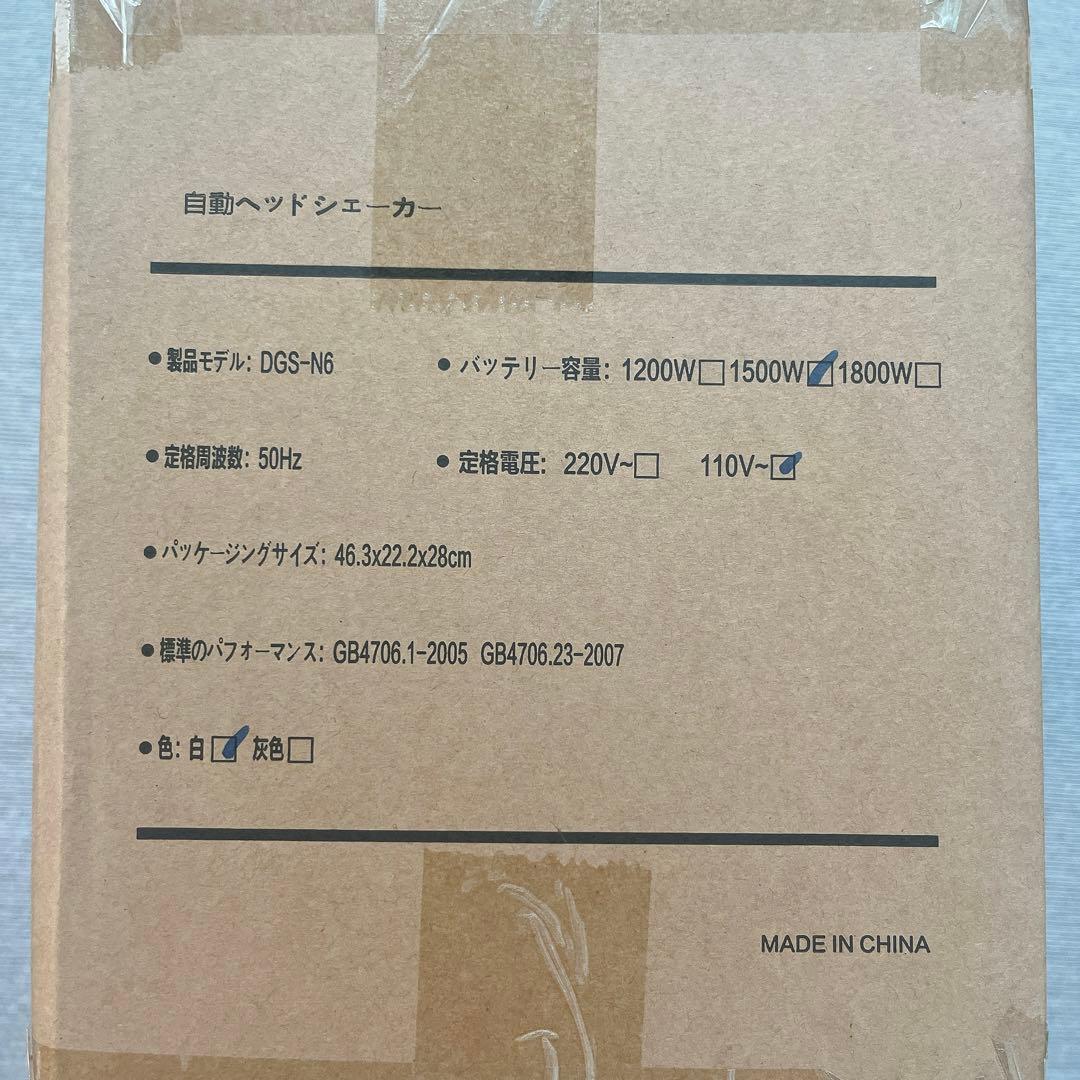 自動ヘッドシェーカー
●製品モデル: DGS-N6 ●バッテリー容量: 1200W□1500W☑1800W□
●定格周波数: 50Hz ●定格電圧: 220V~□ 110V~☑
●パッケージングサイズ: 46.3x22.2x28cm
●標準のパフォーマンス: GB4706.1-2005 GB4706.23-2007
●色: 白☑ 灰色□
MADE IN CHINA